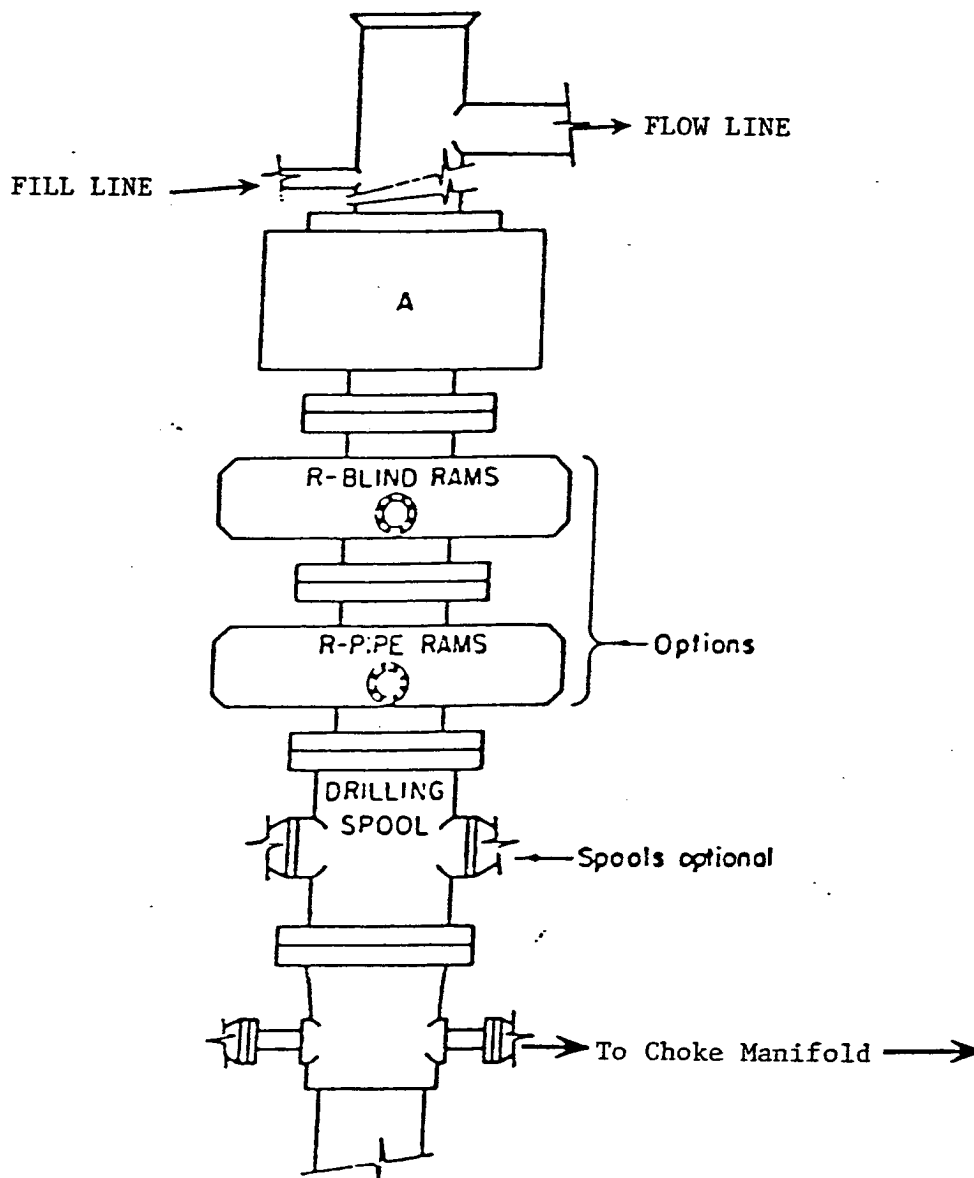 FLOW LINE
FILL LINE
A
R-BLIND RAMS
R-PIPE RAMS
Options
DRILLING
SPOOL
Spools optional
To Choke Manifold